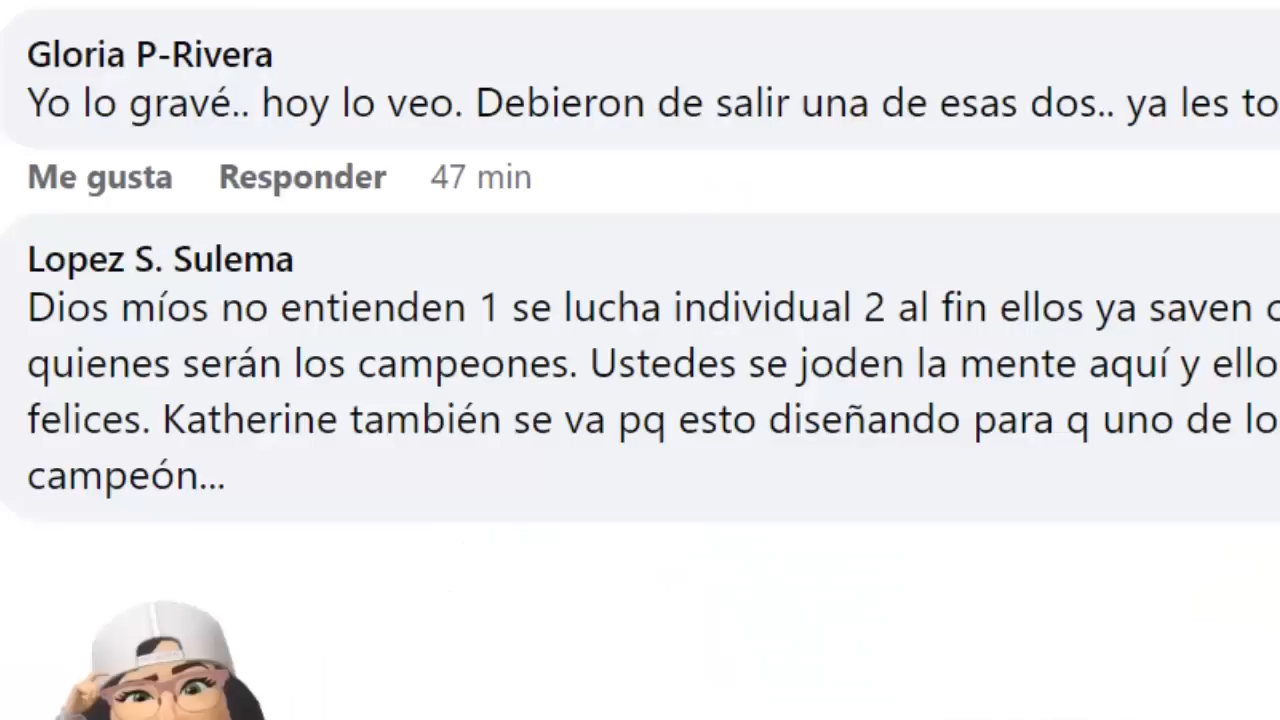 Gloria P-Rivera
Yo lo gravé.. hoy lo veo. Debieron de salir una de esas dos.. ya les to
Me gusta Responder 47 min
Lopez S. Sulema
Dios míos no entienden 1 se lucha individual 2 al fin ellos ya saven
quienes serán los campeones. Ustedes se joden la mente aquí y ello
felices. Katherine también se va pq esto diseñando para q uno de lo
campeón...